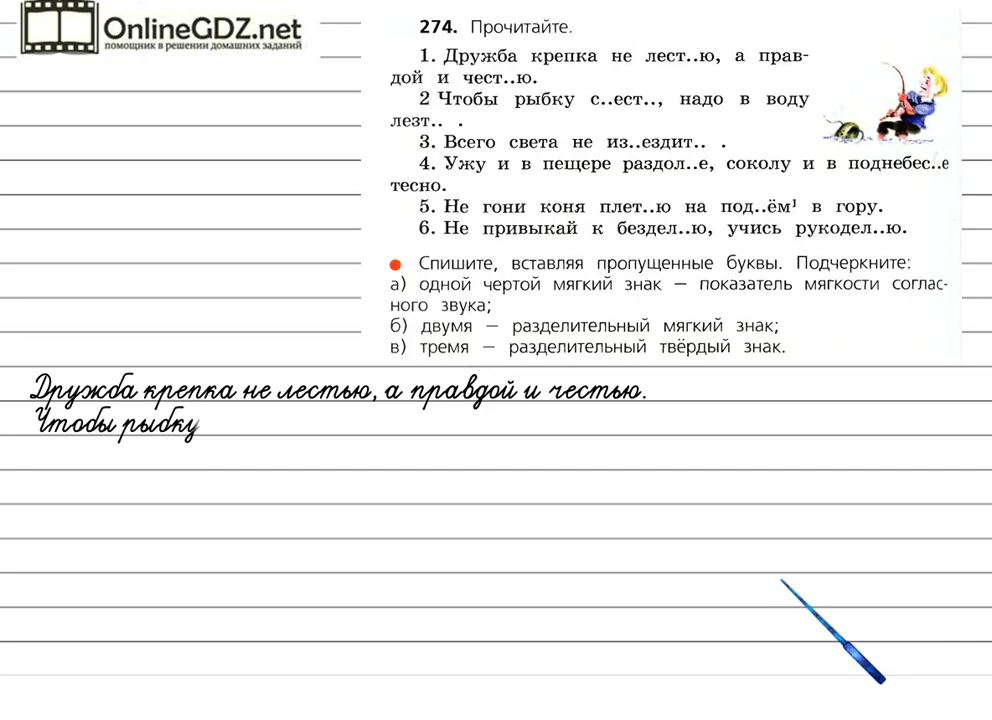 OnlineGDZ.net
помощник в решении домашних заданий
274. Прочитайте.
1. Дружба крепка не лест..ю, а прав-
дой и чест..ю.
2 Чтобы рыбку с..ест.., надо в воду
лезт.. .
3. Всего света не из..ездит.. .
4. Ужу и в пещере раздол..е, соколу и в поднебес..е
тесно.
5. Не гони коня плет..ю на под..ём¹ в гору.
6. Не привыкай к бездел..ю, учись рукодел..ю.
Спишите, вставляя пропущенные буквы. Подчеркните:
а) одной чертой мягкий знак — показатель мягкости соглас-
ного звука;
б) двумя — разделительный мягкий знак;
в) тремя — разделительный твёрдый знак.
Дружба крепка не лестью, а правдой и честью.
Чтобы рыбку